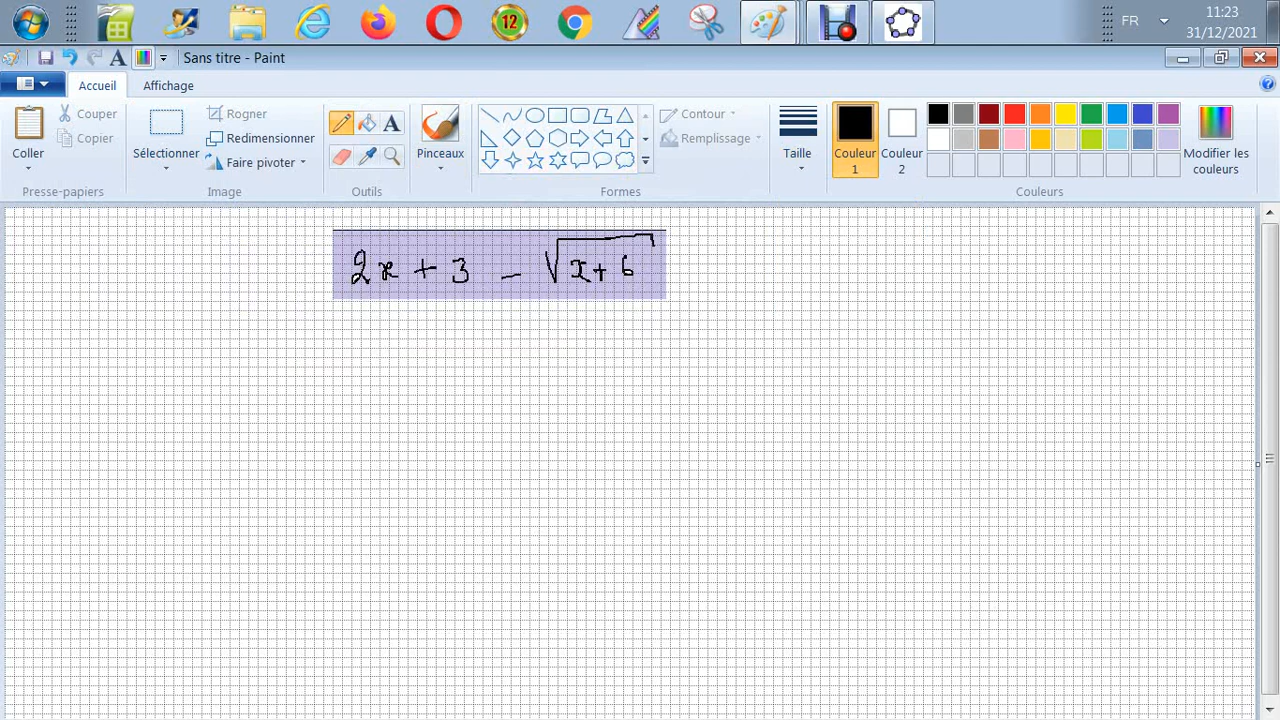 12
FR
11:23
31/12/2021
Sans titre - Paint
Accueil Affichage
Coller
Couper
Copier
Presse-papiers
Sélectionner
Rogner
Redimensionner
Faire pivoter
Image
A
Outils
Pinceaux
Contour
Remplissage
Formes
Taille
Couleur 1
Couleur 2
Modifier les couleurs
Couleurs
2x + 3 - √x+6